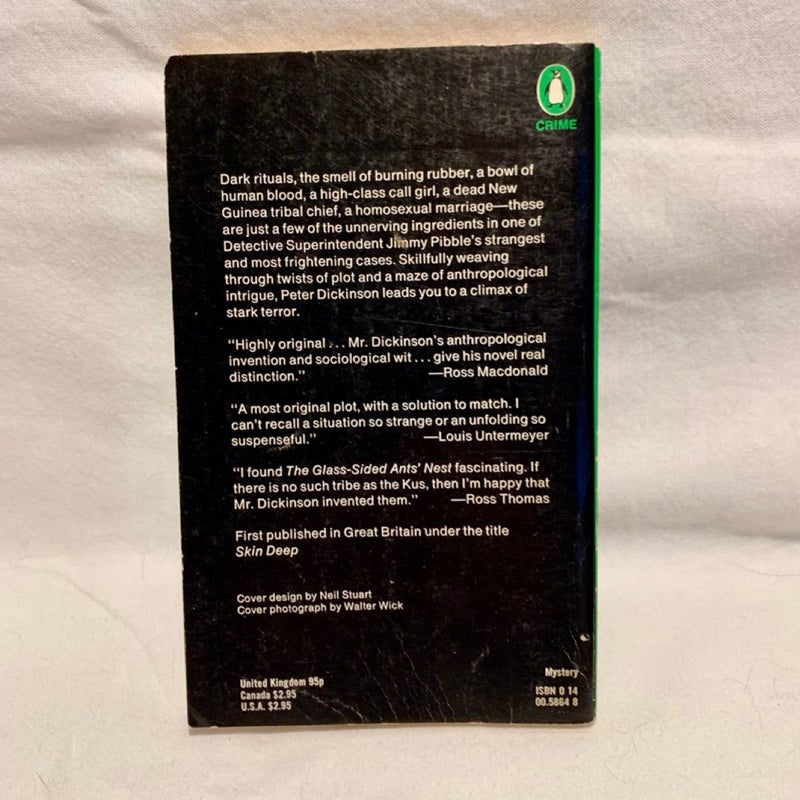 CRIME
Dark rituals, the smell of burning rubber, a bowl of
human blood, a high-class call girl, a dead New
Guinea tribal chief, a homosexual marriage—these
are just a few of the unnerving ingredients in one of
Detective Superintendent Jimmy Pibble's strangest
and most frightening cases. Skillfully weaving
through twists of plot and a maze of anthropological
intrigue, Peter Dickinson leads you to a climax of
stark terror.
"Highly original . . . Mr. Dickinson's anthropological
invention and sociological wit . . . give his novel real
distinction." —Ross Macdonald
"A most original plot, with a solution to match. I
can't recall a situation so strange or an unfolding so
suspenseful." —Louis Untermeyer
"I found The Glass-Sided Ants' Nest fascinating. If
there is no such tribe as the Kus, then I'm happy that
Mr. Dickinson invented them." —Ross Thomas
First published in Great Britain under the title
Skin Deep
Cover design by Neil Stuart
Cover photograph by Walter Wick
United Kingdom 95p
Canada $2.95
U.S.A. $2.95
Mystery
ISBN 0 14
00.5864 8